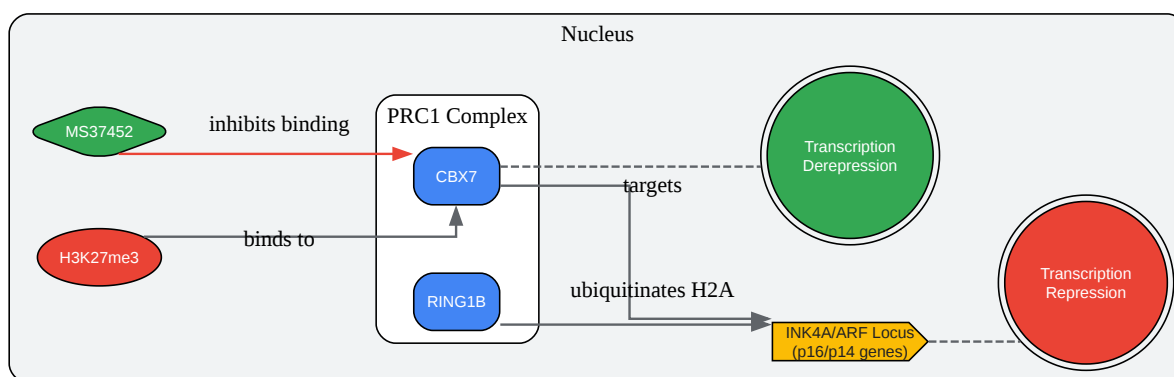 Nucleus
MS37452
inhibits binding
PRC1 Complex
CBX7
Transcription
Derepression
targets
H3K27me3
binds to
RING1B
ubiquitinates H2A
INK4A/ARF Locus
(p16/p14 genes)
Transcription
Repression